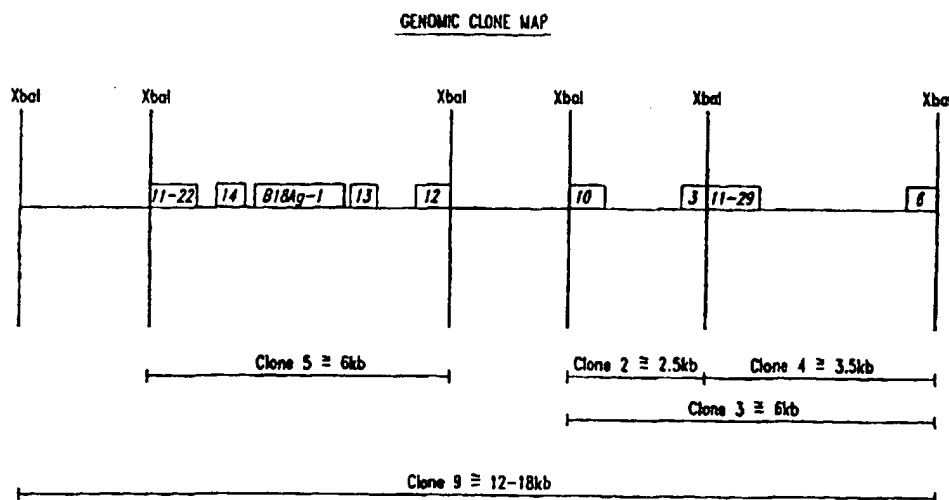 GENOMIC CLONE MAP
XbaI XbaI XbaI XbaI XbaI XbaI
11-22 14 B18Ag-1 13 12 10 3 11-29 8
Clone 5 ≅ 6kb Clone 2 ≅ 2.5kb Clone 4 ≅ 3.5kb
Clone 3 ≅ 6kb
Clone 9 ≅ 12-18kb